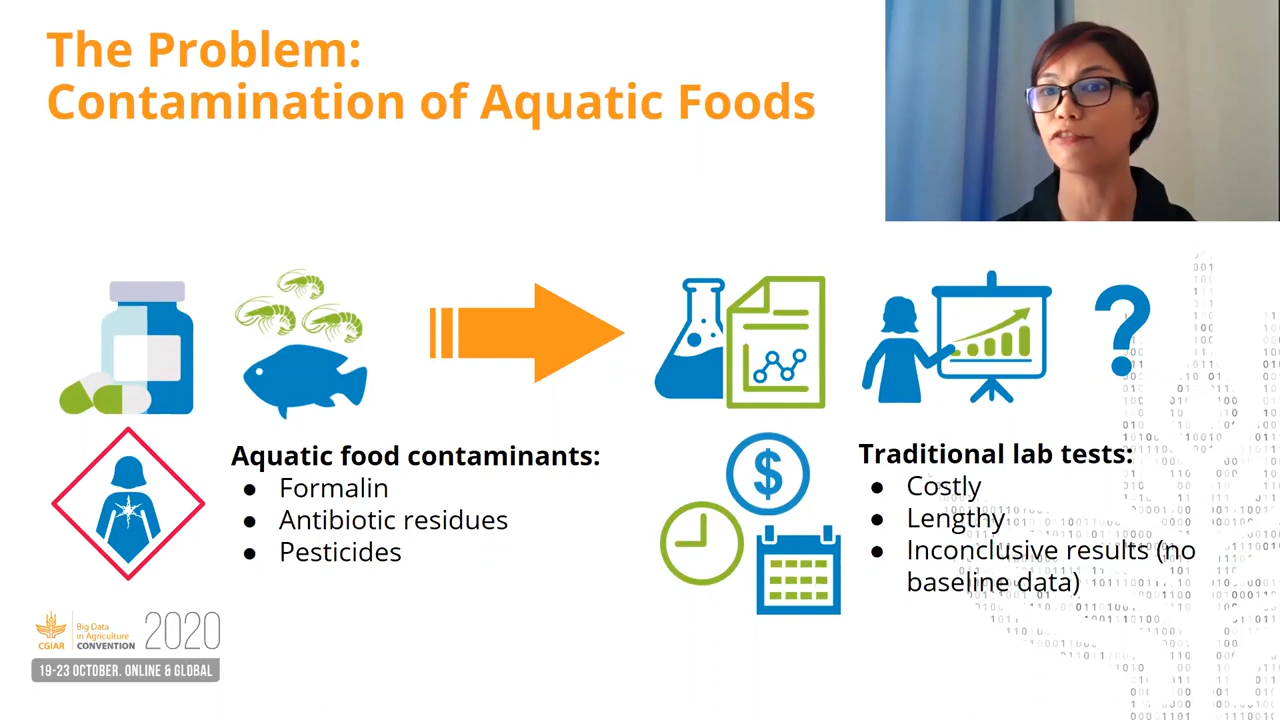 The Problem:
Contamination of Aquatic Foods
Aquatic food contaminants:
● Formalin
● Antibiotic residues
● Pesticides
?
$
Traditional lab tests:
● Costly
● Lengthy
● Inconclusive results (no
baseline data)
CGIAR
Big Data
in Agriculture
CONVENTION
2020
19-23 OCTOBER. ONLINE & GLOBAL